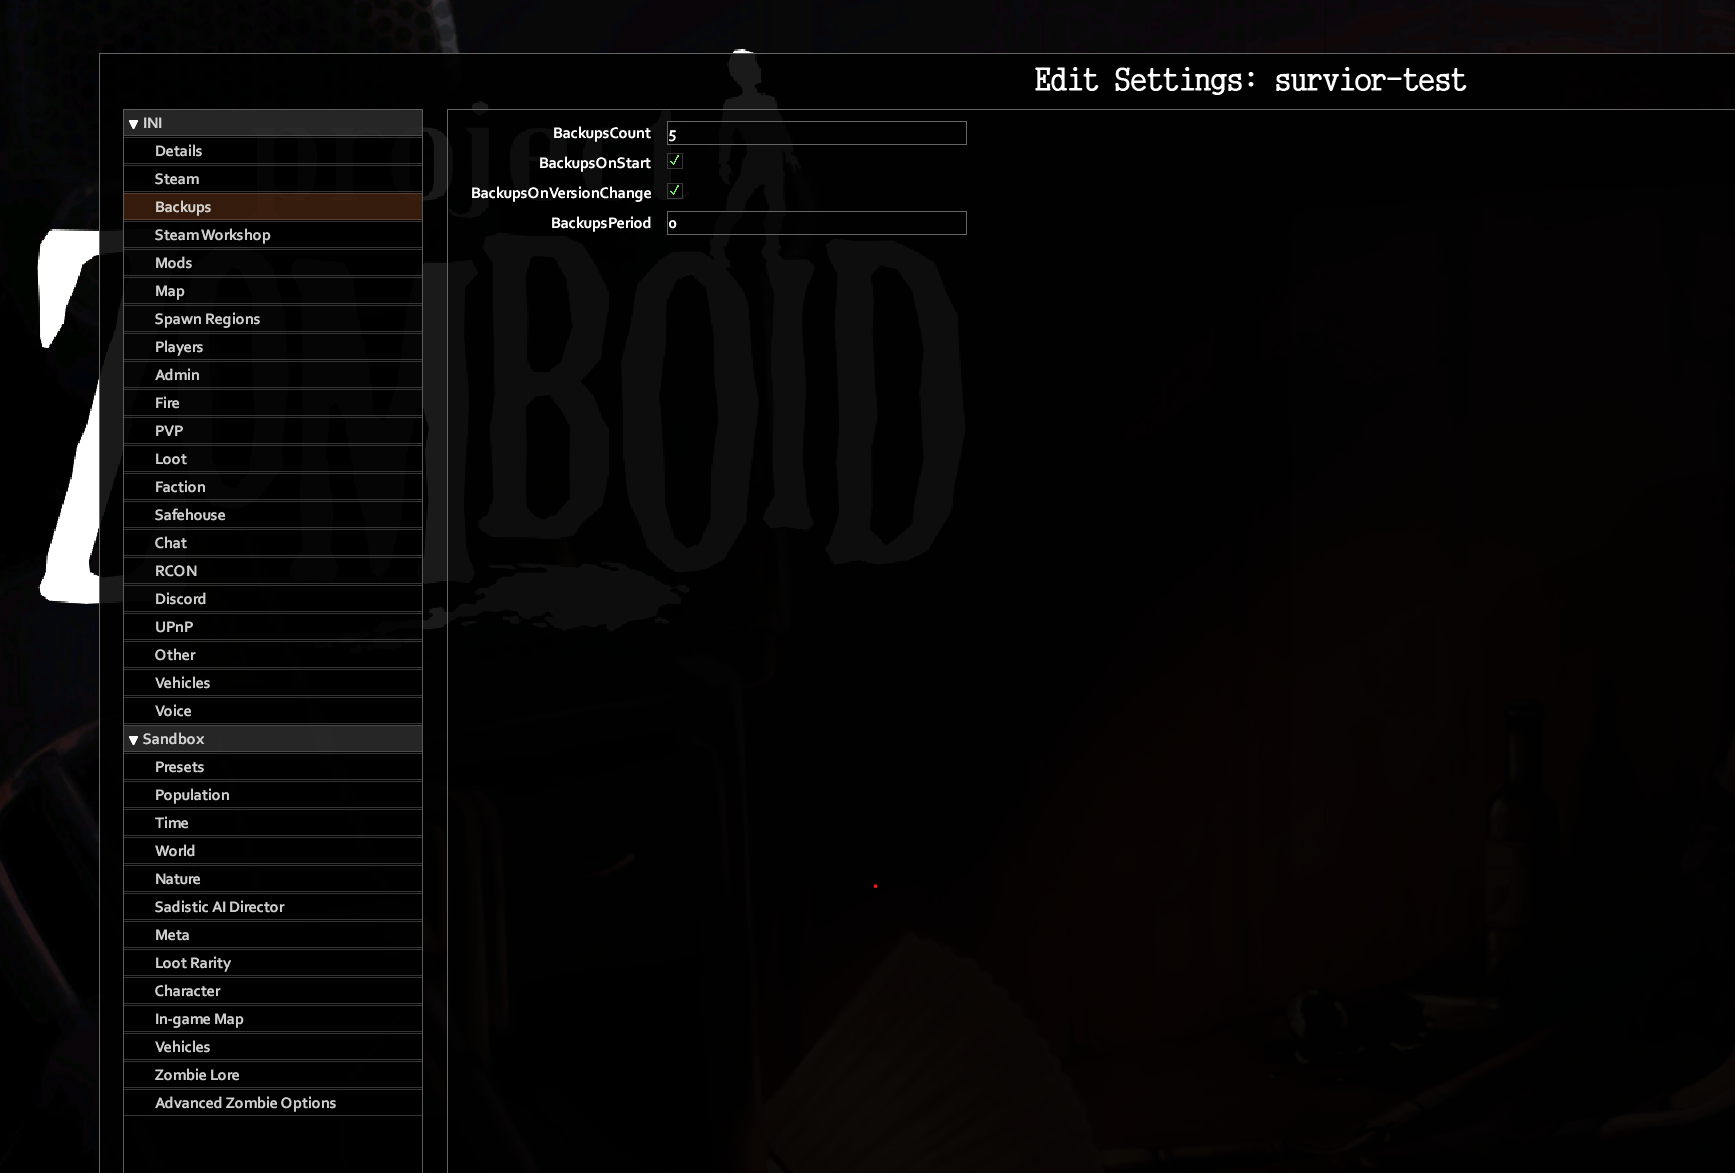 Edit Settings: survior-test
INI
Details
Steam
Backups
Steam Workshop
Mods
Map
Spawn Regions
Players
Admin
Fire
PVP
Loot
Faction
Safehouse
Chat
RCON
Discord
UPnP
Other
Vehicles
Voice
Sandbox
Presets
Population
Time
World
Nature
Sadistic AI Director
Meta
Loot Rarity
Character
In-game Map
Vehicles
Zombie Lore
Advanced Zombie Options
BackupsCount 5
BackupsOnStart
BackupsOnVersionChange
BackupsPeriod 0
project
ZOMBOID